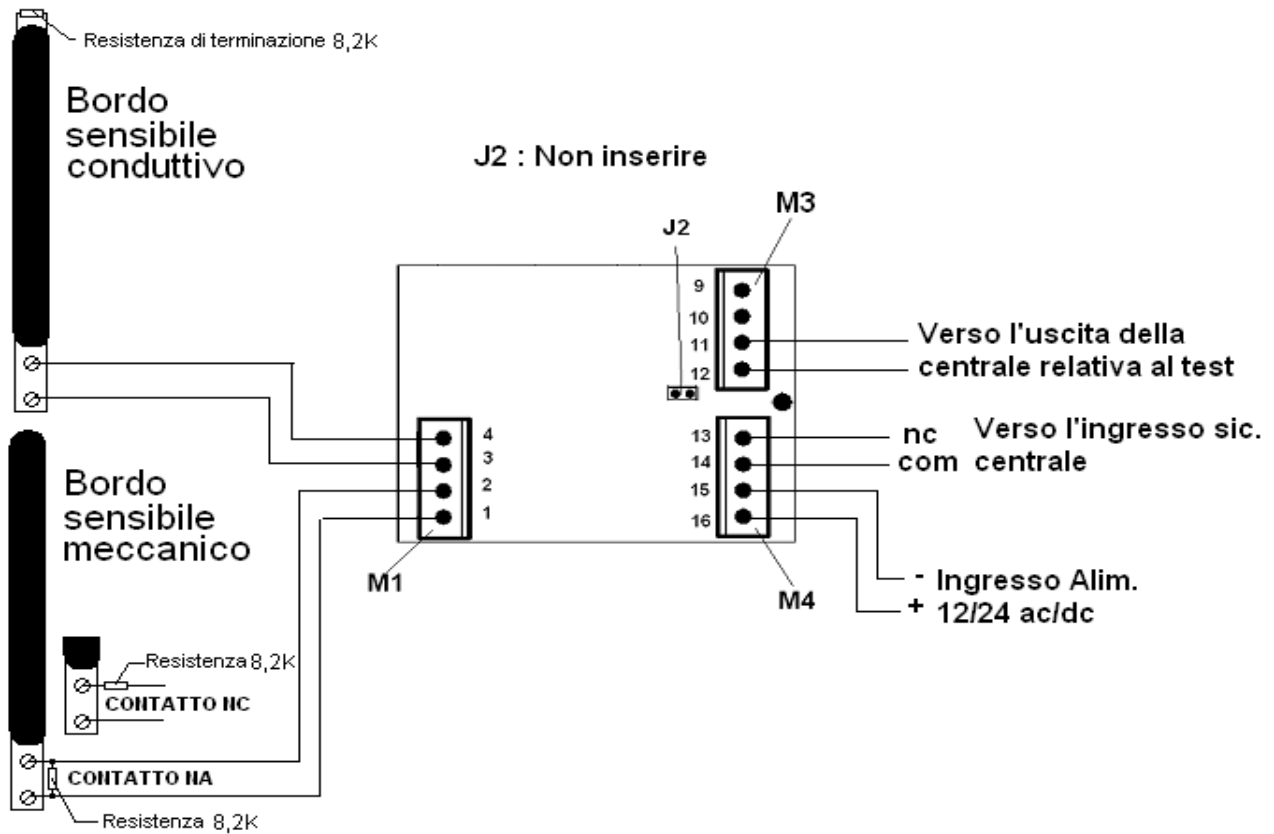 Resistenza di terminazione 8,2K
Bordo
sensibile
conduttivo
J2 : Non inserire
M3
J2
9
10
11
12
Verso l'uscita della
centrale relativa al test
4
3
2
1
13
14
15
16
nc Verso l'ingresso sic.
com centrale
Bordo
sensibile
meccanico
M1
M4
- Ingresso Alim.
+ 12/24 ac/dc
Resistenza 8,2K
CONTATTO NC
CONTATTO NA
Resistenza 8,2K